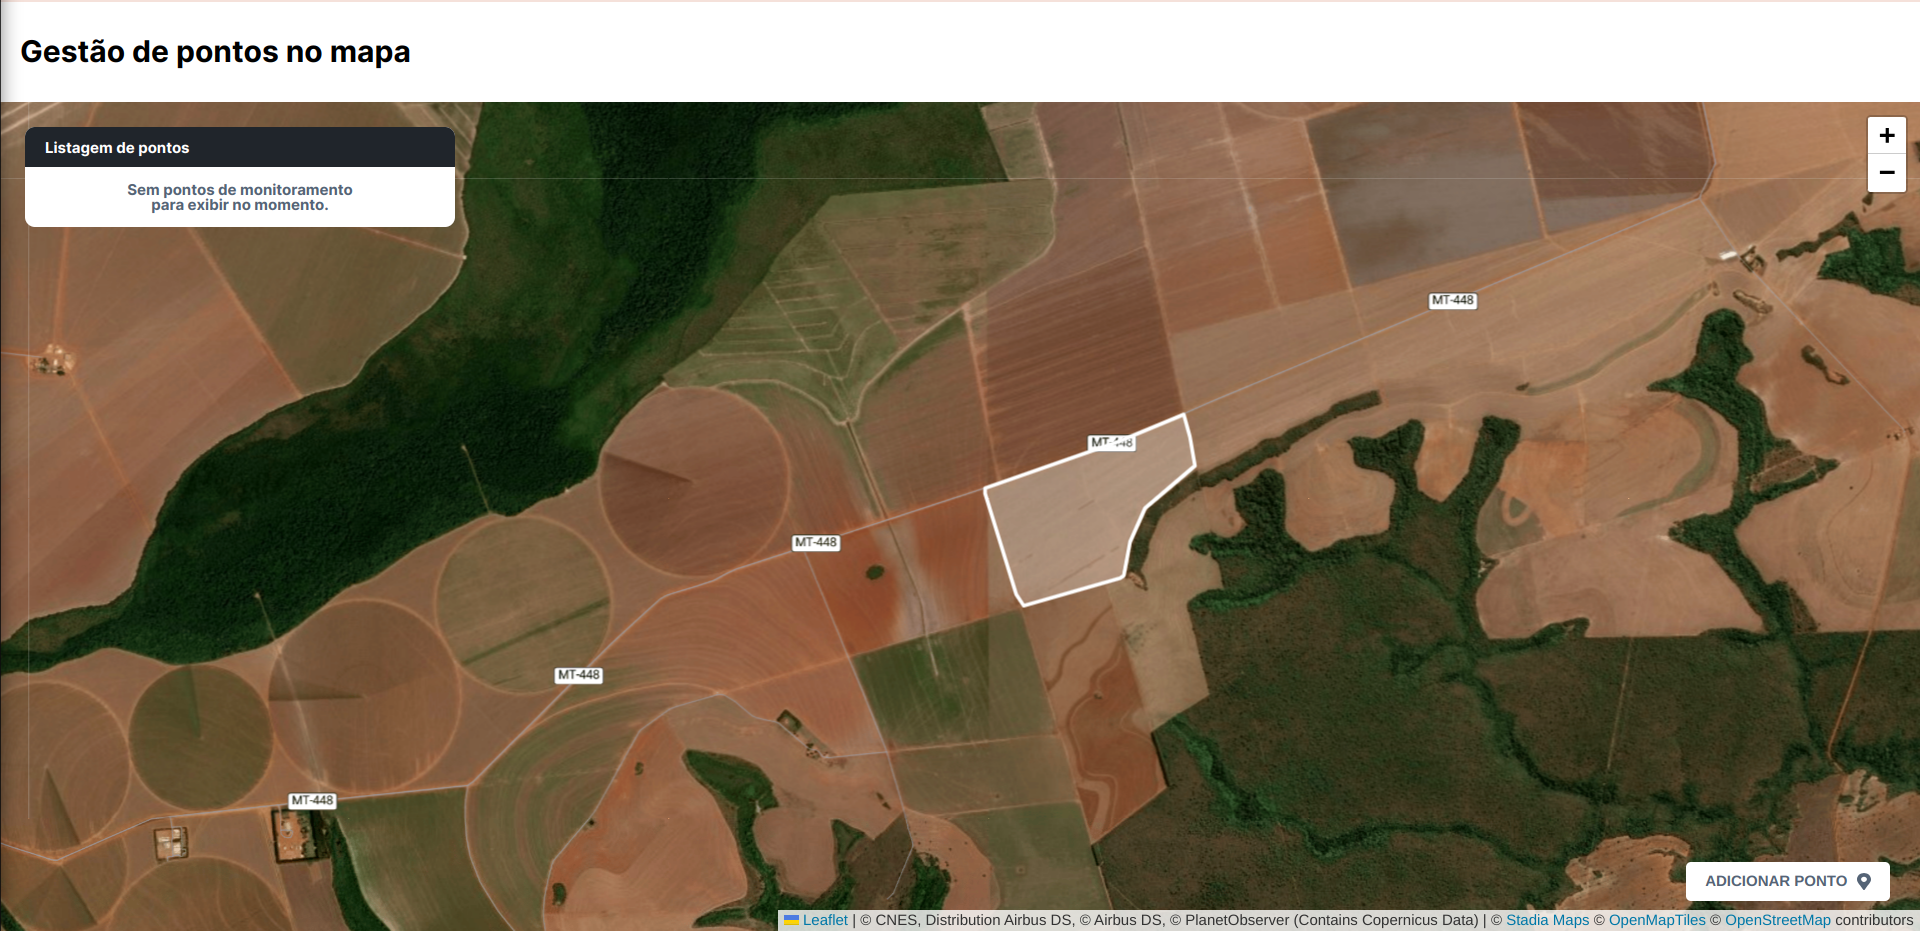 Gestão de pontos no mapa
Listagem de pontos
Sem pontos de monitoramento
para exibir no momento.
+
−
MT-448
MT-448
MT-448
MT-448
MT-448
ADICIONAR PONTO
Leaflet | © CNES, Distribution Airbus DS, © Airbus DS, © PlanetObserver (Contains Copernicus Data) | © Stadia Maps © OpenMapTiles © OpenStreetMap contributors